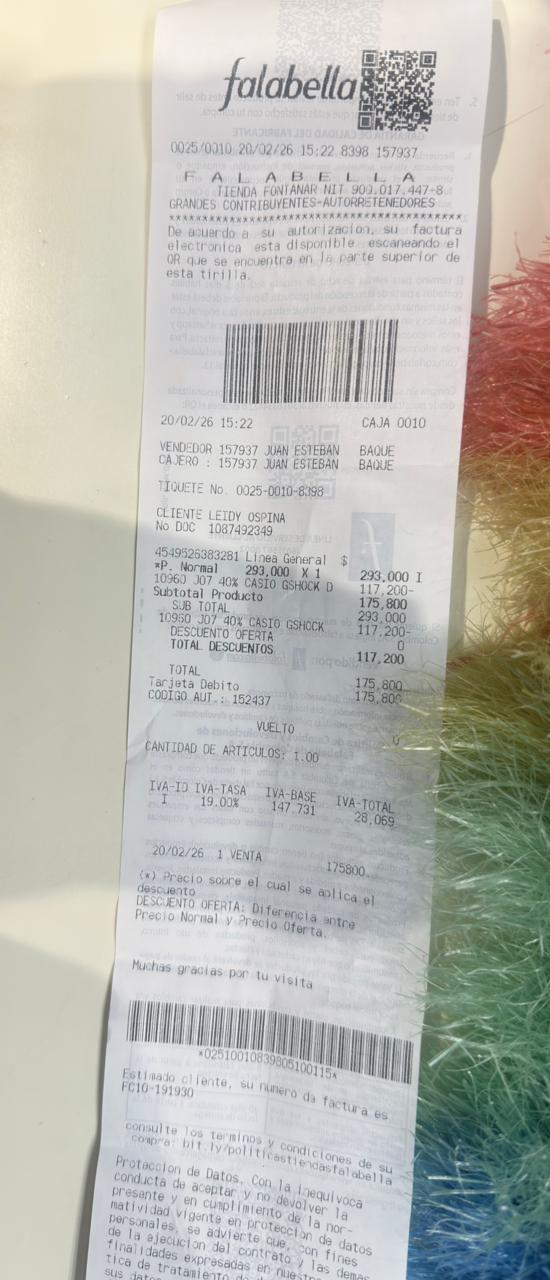 falabella
0025/0010 20/02/26 15:22 8398 157937
F A L A B E L L A
TIENDA FONTANAR NIT 900.017.447-8
GRANDES CONTRIBUYENTES-AUTORRETENEDORES
****************************************************
De acuerdo a su autorizacion, su factura
electronica esta disponible escaneando el
QR que se encuentra en la parte superior de
esta tirilla.
20/02/26 15:22 CAJA 0010
VENDEDOR 157937 JUAN ESTEBAN BAQUE
CAJERO : 157937 JUAN ESTEBAN BAQUE
TIQUETE No. 0025-0010-8398
CLIENTE LEIDY OSPINA
No DOC 1087492349
4549526383281 Linea General $
*P. Normal 293,000 X 1 293,000 I
10960 J07 40% CASIO GSHOCK D 117,200-
Subtotal Producto 175,800
SUB TOTAL 293,000
10960 J07 40% CASIO GSHOCK 117,200-
DESCUENTO OFERTA 0
TOTAL DESCUENTOS 117,200
TOTAL 175,800
Tarjeta Debito 175,800
CODIGO AUT.: 152437
VUELTO 0
CANTIDAD DE ARTICULOS: 1.00
IVA-ID IVA-TASA IVA-BASE IVA-TOTAL
I 19.00% 147.731 28,069
20/02/26 1 VENTA 175800
(*) Precio sobre el cual se aplica el
descuento
DESCUENTO OFERTA: Diferencia entre
Precio Normal y Precio Oferta.
Muchas gracias por tu visita
*02510010839805100115*
Estimado cliente, su numero da factura es
FC10-191930
consulte los terminos y condiciones de su
compra: bit.ly/politicastiendasfalabella
Proteccion de Datos. Con la inequivoca
conducta de aceptar y no devolver la
presente y en cumplimiento de la nor-
matividad vigente en proteccion de datos
personales, se advierte que, con fines
de la ejecucion del contrato y las demas
finalidades expresadas en nuestra
tica de tratamiento de
sus datos